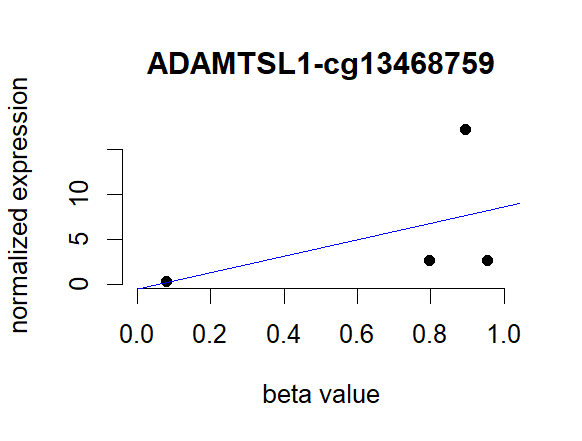 ADAMTSL1-cg13468759
normalized expression
10
5
0
0.0 0.2 0.4 0.6 0.8 1.0
beta value